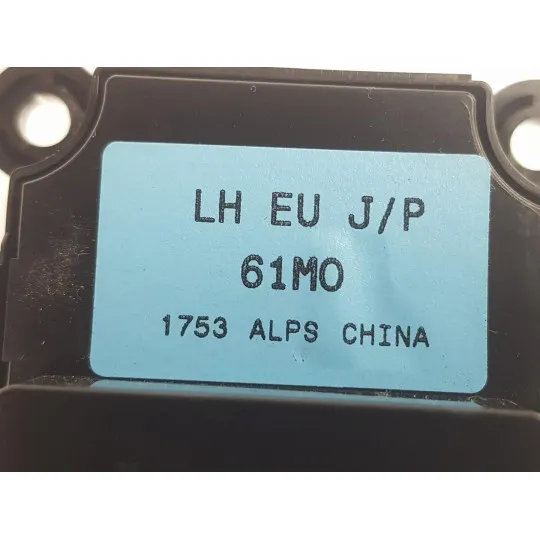 LH EU J/P
61MO
1753 ALPS CHINA